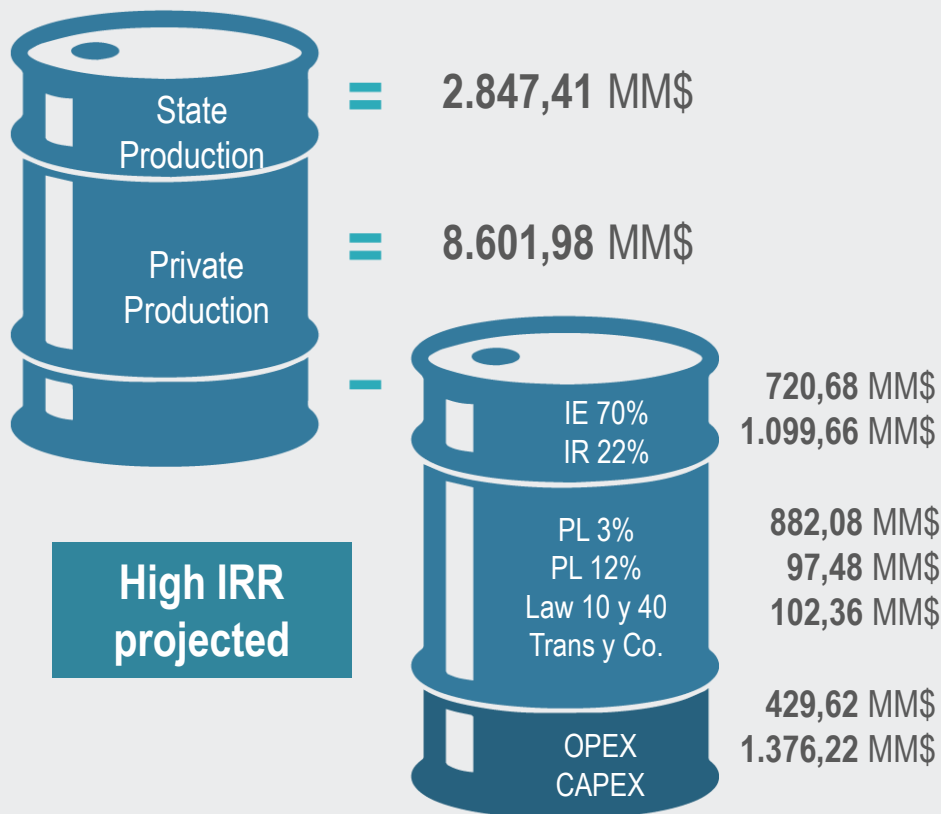 State
Production
= 2.847,41 MM$
Private
Production
= 8.601,98 MM$
-
IE 70%
IR 22%
720,68 MM$
1.099,66 MM$
PL 3%
PL 12%
Law 10 y 40
Trans y Co.
882,08 MM$
97,48 MM$
102,36 MM$
OPEX
CAPEX
429,62 MM$
1.376,22 MM$
High IRR
projected